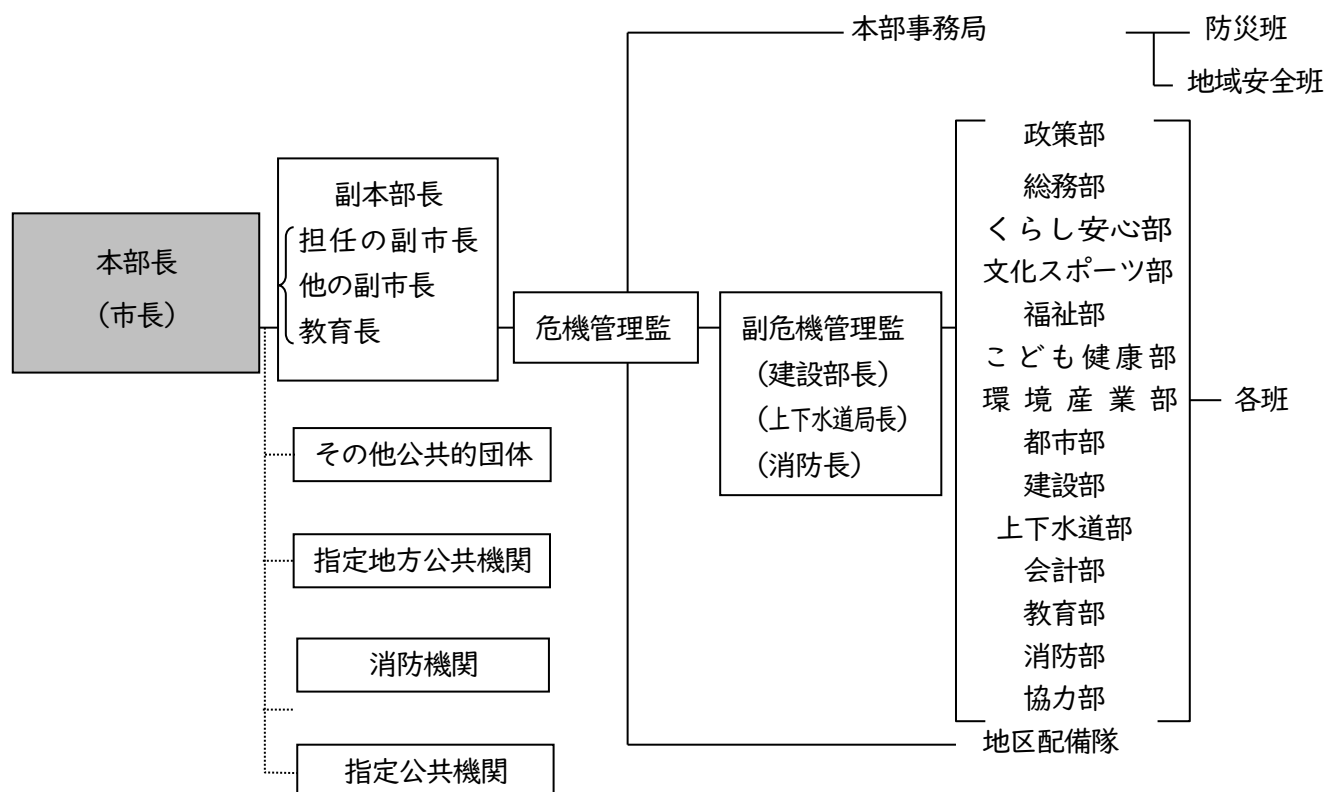 本部事務局
防災班
地域安全班
本部長
（市長）
副本部長
担任の副市長
他の副市長
教育長
危機管理監
副危機管理監
（建設部長）
（上下水道局長）
（消防長）
政策部
総務部
くらし安心部
文化スポーツ部
福祉部
こども健康部
環境産業部
都市部
建設部
上下水道部
会計部
教育部
消防部
協力部
各班
地区配備隊
その他公共的団体
指定地方公共機関
消防機関
指定公共機関